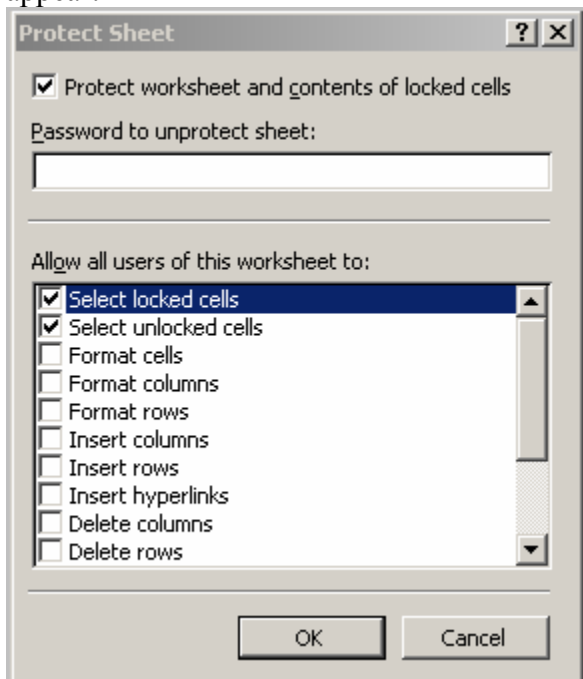 Protect Sheet
Protect worksheet and contents of locked cells
Password to unprotect sheet:
Allow all users of this worksheet to:
Select locked cells
Select unlocked cells
Format cells
Format columns
Format rows
Insert columns
Insert rows
Insert hyperlinks
Delete columns
Delete rows
OK Cancel